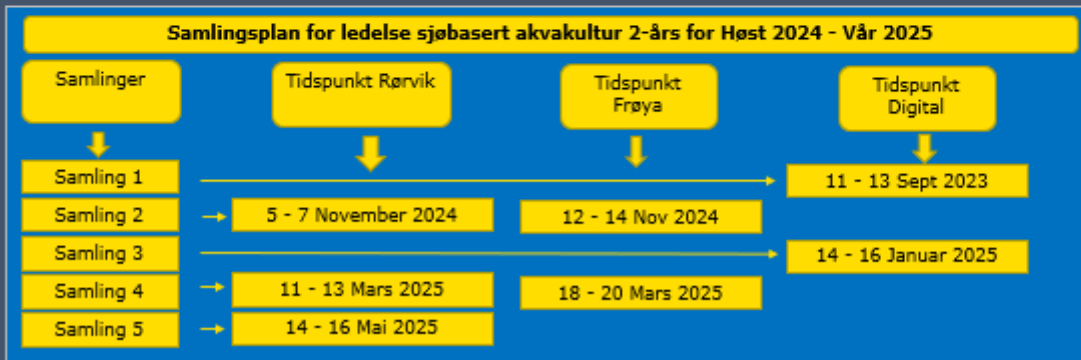 Samlingsplan for ledelse sjøbasert akvakultur 2-års for Høst 2024 - Vår 2025
Samlinger
Tidspunkt Rørvik
Tidspunkt
Frøya
Tidspunkt
Digital
Samling 1
11 - 13 Sept 2023
Samling 2
5 - 7 November 2024
12 - 14 Nov 2024
Samling 3
14 - 16 Januar 2025
Samling 4
11 - 13 Mars 2025
18 - 20 Mars 2025
Samling 5
14 - 16 Mai 2025